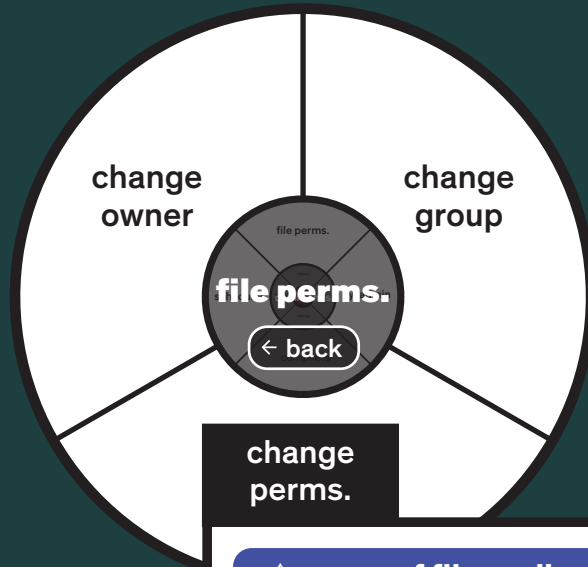 change
owner
change
group
file perms.
file perms.
← back
change
perms.